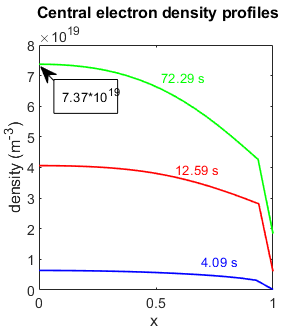 Central electron density profiles
×10^19
8
7
6
5
4
3
2
1
0
density (m^-3)
72.29 s
7.37*10^19
12.59 s
4.09 s
0
0.5
1
x